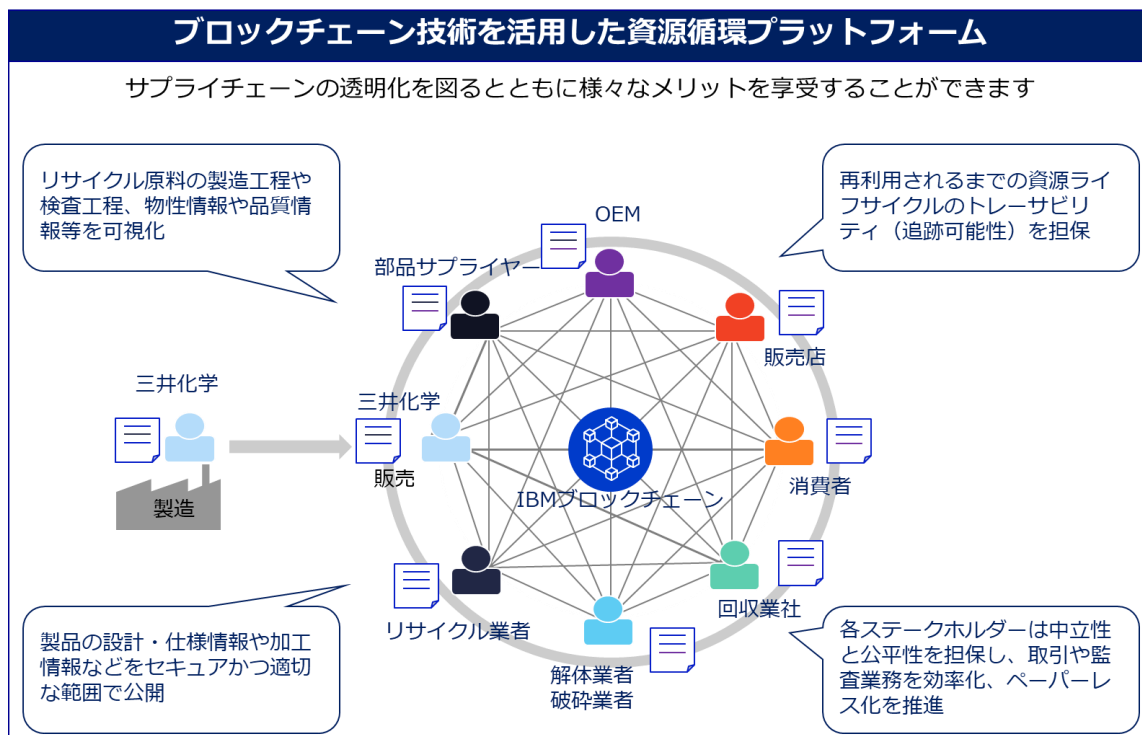 ブロックチェーン技術を活用した資源循環プラットフォーム
サプライチェーンの透明化を図るとともに様々なメリットを享受することができます
リサイクル原料の製造工程や
検査工程、物性情報や品質情
報等を可視化
再利用されるまでの資源ライ
フサイクルのトレーサビリ
ティ（追跡可能性）を担保
OEM
部品サプライヤー
販売店
三井化学
製造
三井化学
販売
IBMブロックチェーン
消費者
回収業社
リサイクル業者
解体業者
破砕業者
製品の設計・仕様情報や加工
情報などをセキュアかつ適切
な範囲で公開
各ステークホルダーは中立性
と公平性を担保し、取引や監
査業務を効率化、ペーパーレ
ス化を推進